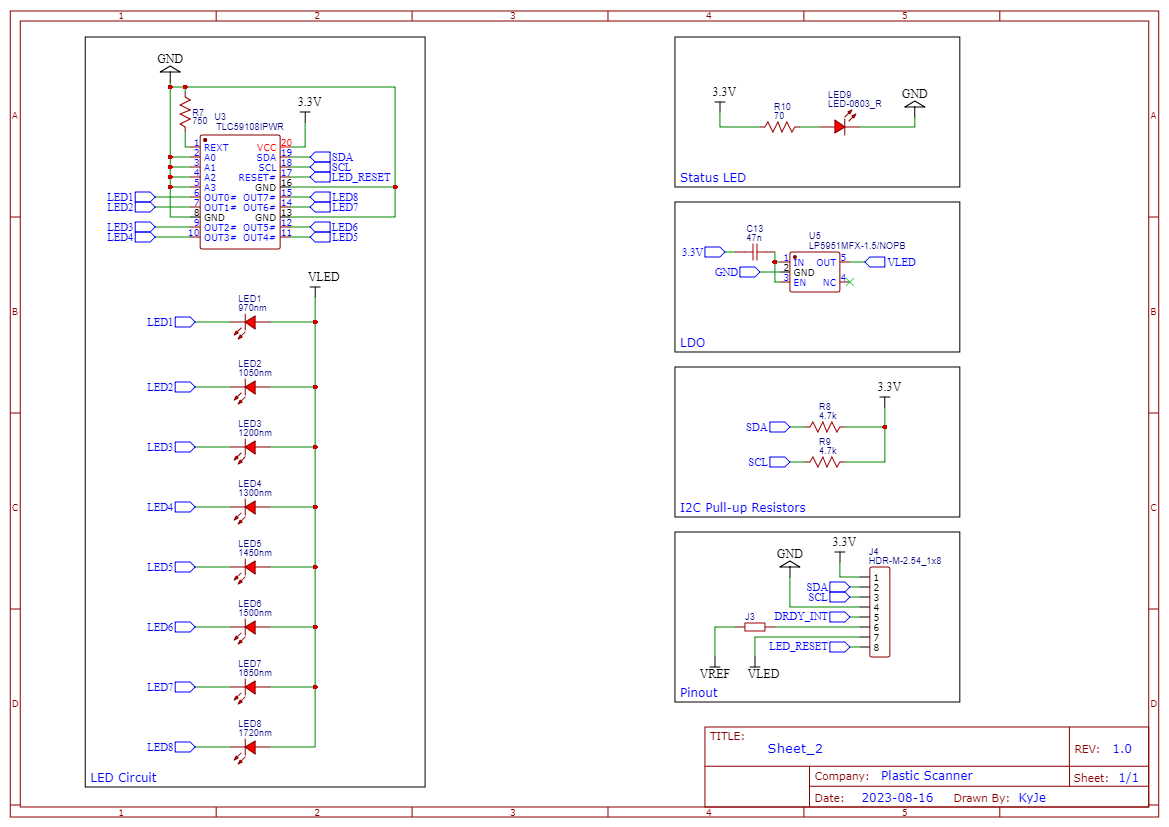 1 2 3 4 5
A
B
C
D
A
B
C
D
1 2 3 4 5
GND
R7
750
U3
TLC59108IPWR
3.3V
1 REXT VCC 20
2 A0 SDA 19 SDA
3 A1 SCL 18 SCL
4 A2 RESET# 17 LED_RESET
5 A3 GND 16
LED1 6 OUT0# OUT7# 15 LED8
LED2 7 OUT1# OUT6# 14 LED7
8 GND GND 13
LED3 9 OUT2# OUT5# 12 LED6
LED4 10 OUT3# OUT4# 11 LED5
VLED
LED1
970nm
LED1
LED2
1050nm
LED2
LED3
1200nm
LED3
LED4
1300nm
LED4
LED5
1450nm
LED5
LED6
1500nm
LED6
LED7
1650nm
LED7
LED8
1720nm
LED8
LED Circuit
3.3V
R10
70
LED9
LED-0603_R
GND
Status LED
C13
47n
3.3V
GND
U5
LP5951MFX-1.5/NOPB
1 IN OUT 5 VLED
2 GND
3 EN NC 4
LDO
3.3V
R8
4.7k
SDA
R9
4.7k
SCL
I2C Pull-up Resistors
GND
3.3V
J4
HDR-M-2.54_1x8
1
SDA 2
SCL 3
4
DRDY_INT 5
J3 6
7
LED_RESET 8
VREF VLED
Pinout
TITLE:
Sheet_2
REV: 1.0
Company: Plastic Scanner
Sheet: 1/1
Date: 2023-08-16 Drawn By: KyJe